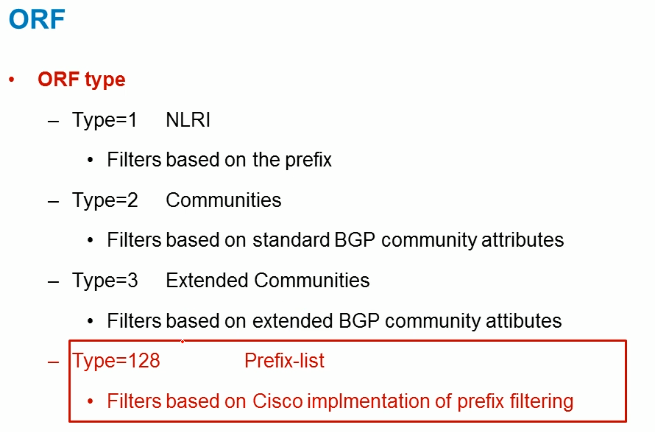 ORF
• ORF type
– Type=1 NLRI
• Filters based on the prefix
– Type=2 Communities
• Filters based on standard BGP community attributes
– Type=3 Extended Communities
• Filters based on extended BGP community attibutes
– Type=128 Prefix-list
• Filters based on Cisco implmentation of prefix filtering